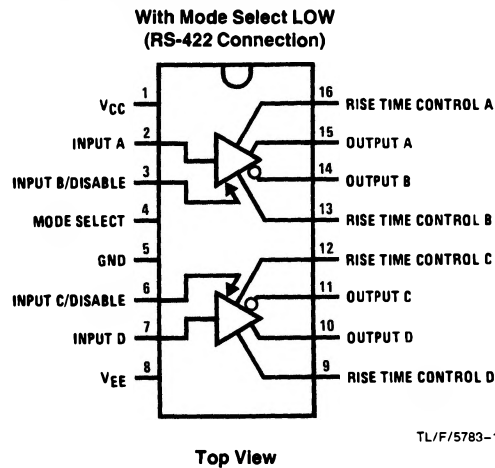 With Mode Select LOW
(RS-422 Connection)
1
VCC
2
INPUT A
3
INPUT B/DISABLE
4
MODE SELECT
5
GND
6
INPUT C/DISABLE
7
INPUT D
8
VEE
16
RISE TIME CONTROL A
15
OUTPUT A
14
OUTPUT B
13
RISE TIME CONTROL B
12
RISE TIME CONTROL C
11
OUTPUT C
10
OUTPUT D
9
RISE TIME CONTROL D
TL/F/5783–1
Top View